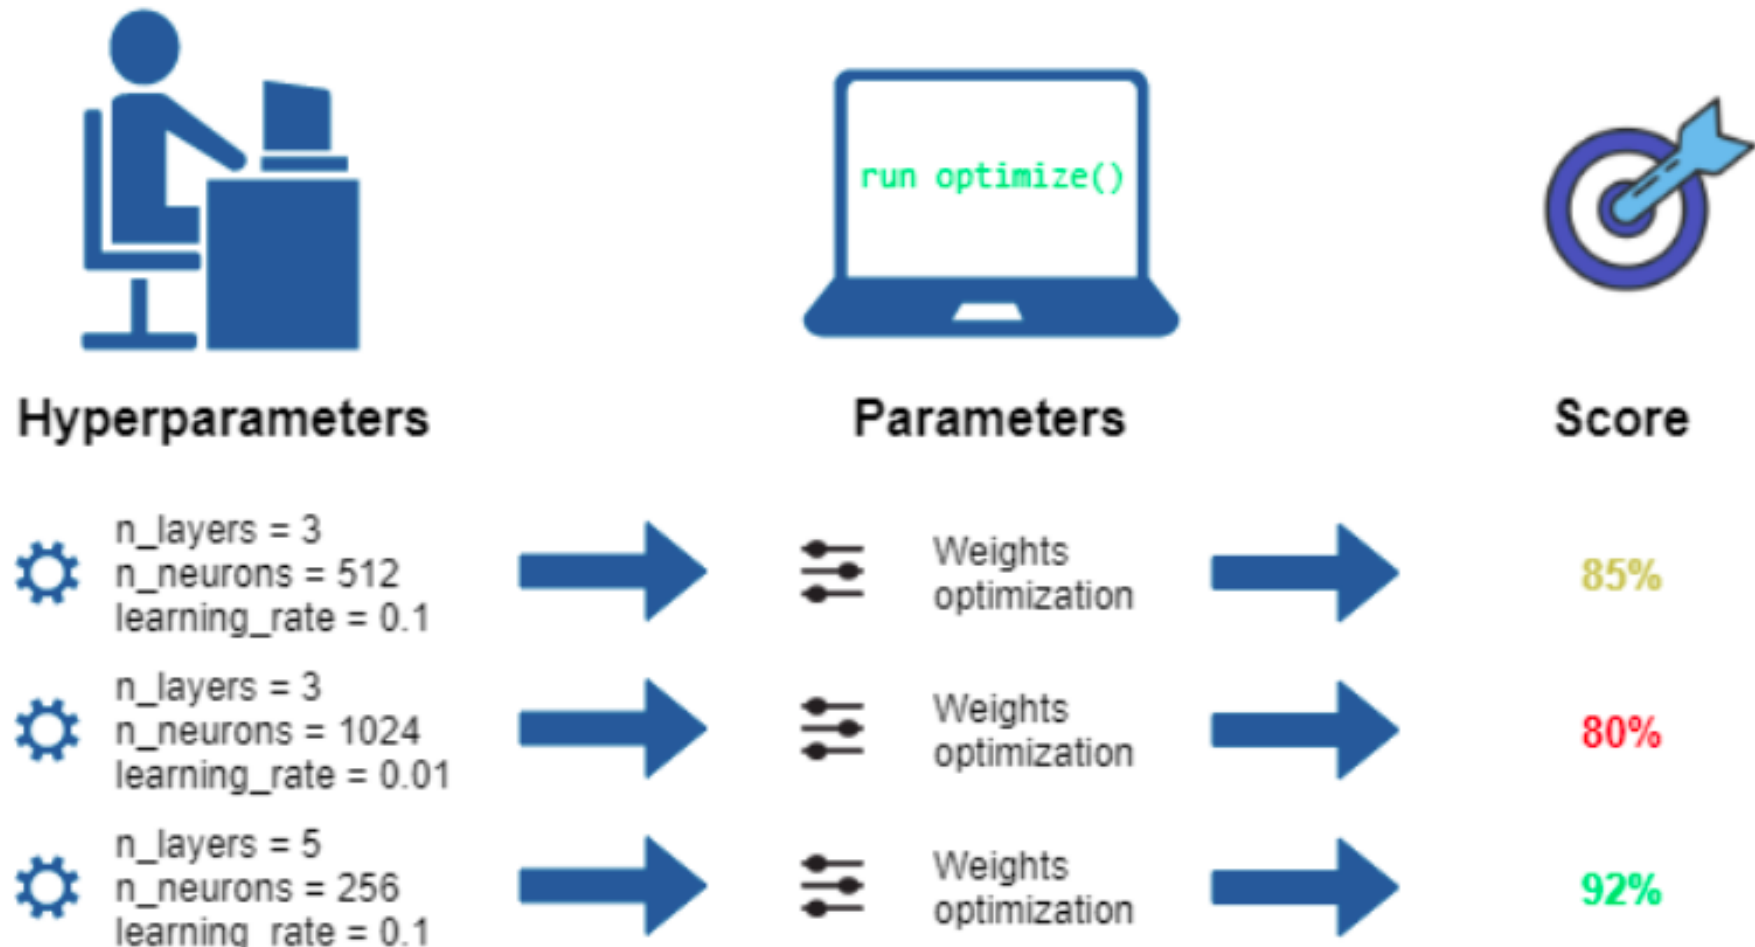 run optimize()
Hyperparameters
Parameters
Score
n_layers = 3
n_neurons = 512
learning_rate = 0.1
Weights
optimization
85%
n_layers = 3
n_neurons = 1024
learning_rate = 0.01
Weights
optimization
80%
n_layers = 5
n_neurons = 256
learning_rate = 0.1
Weights
optimization
92%